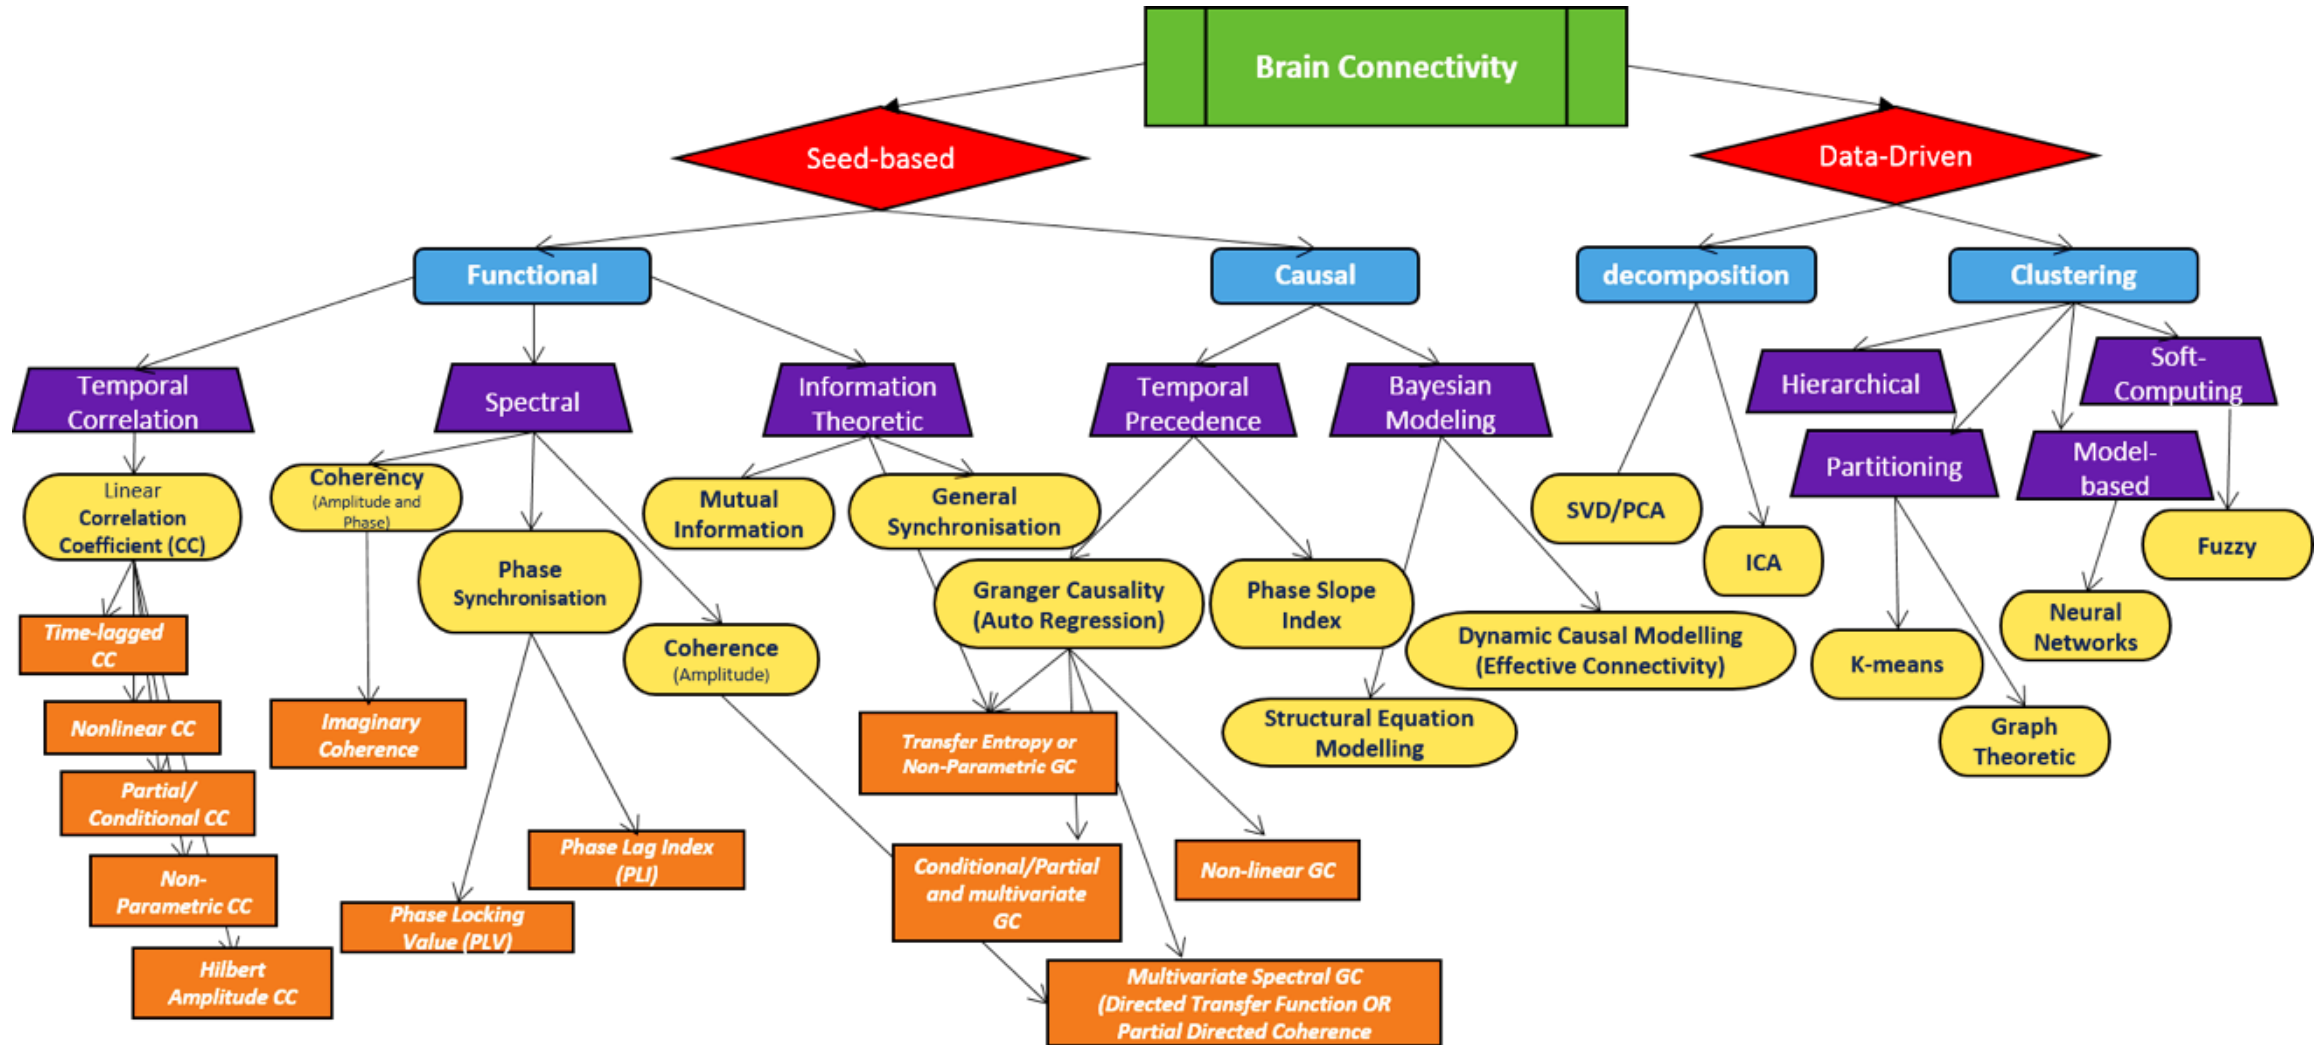 Brain Connectivity
Seed-based
Data-Driven
Functional
Causal
decomposition
Clustering
Temporal
Correlation
Spectral
Information
Theoretic
Temporal
Precedence
Bayesian
Modeling
Hierarchical
Soft-
Computing
Partitioning
Model-
based
Linear
Correlation
Coefficient (CC)
Coherency
(Amplitude and
Phase)
Phase
Synchronisation
Coherence
(Amplitude)
Mutual
Information
General
Synchronisation
Granger Causality
(Auto Regression)
Phase Slope
Index
Dynamic Causal Modelling
(Effective Connectivity)
Structural Equation
Modelling
SVD/PCA
ICA
K-means
Graph
Theoretic
Neural
Networks
Fuzzy
Time-lagged
CC
Nonlinear CC
Partial/
Conditional CC
Non-
Parametric CC
Hilbert
Amplitude CC
Imaginary
Coherence
Phase Locking
Value (PLV)
Phase Lag Index
(PLI)
Transfer Entropy or
Non-Parametric GC
Conditional/Partial
and multivariate
GC
Non-linear GC
Multivariate Spectral GC
(Directed Transfer Function OR
Partial Directed Coherence